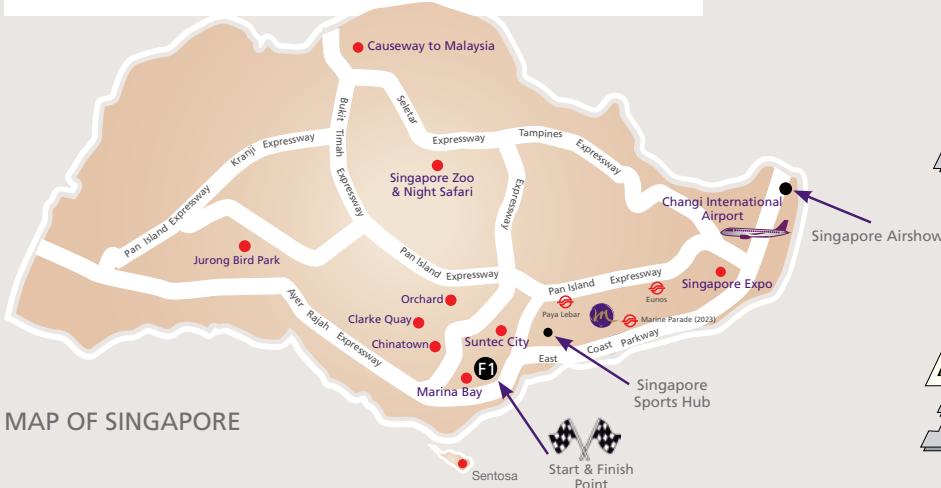 Causeway to Malaysia
Bukit Timah Expressway
Seletar Expressway
Tampines Expressway
Kranji Expressway
Singapore Zoo
& Night Safari
Expressway
Changi International
Airport
Singapore Airshow
Pan Island Expressway
Jurong Bird Park
Pan Island Expressway
Pan Island Expressway
Singapore Expo
Eunos
Paya Lebar
m
Marine Parade (2023)
Orchard
Clarke Quay
Chinatown
Suntec City
Ayer Rajah Expressway
East Coast Parkway
F1
Marina Bay
Singapore
Sports Hub
MAP OF SINGAPORE
Start & Finish
Point
Sentosa